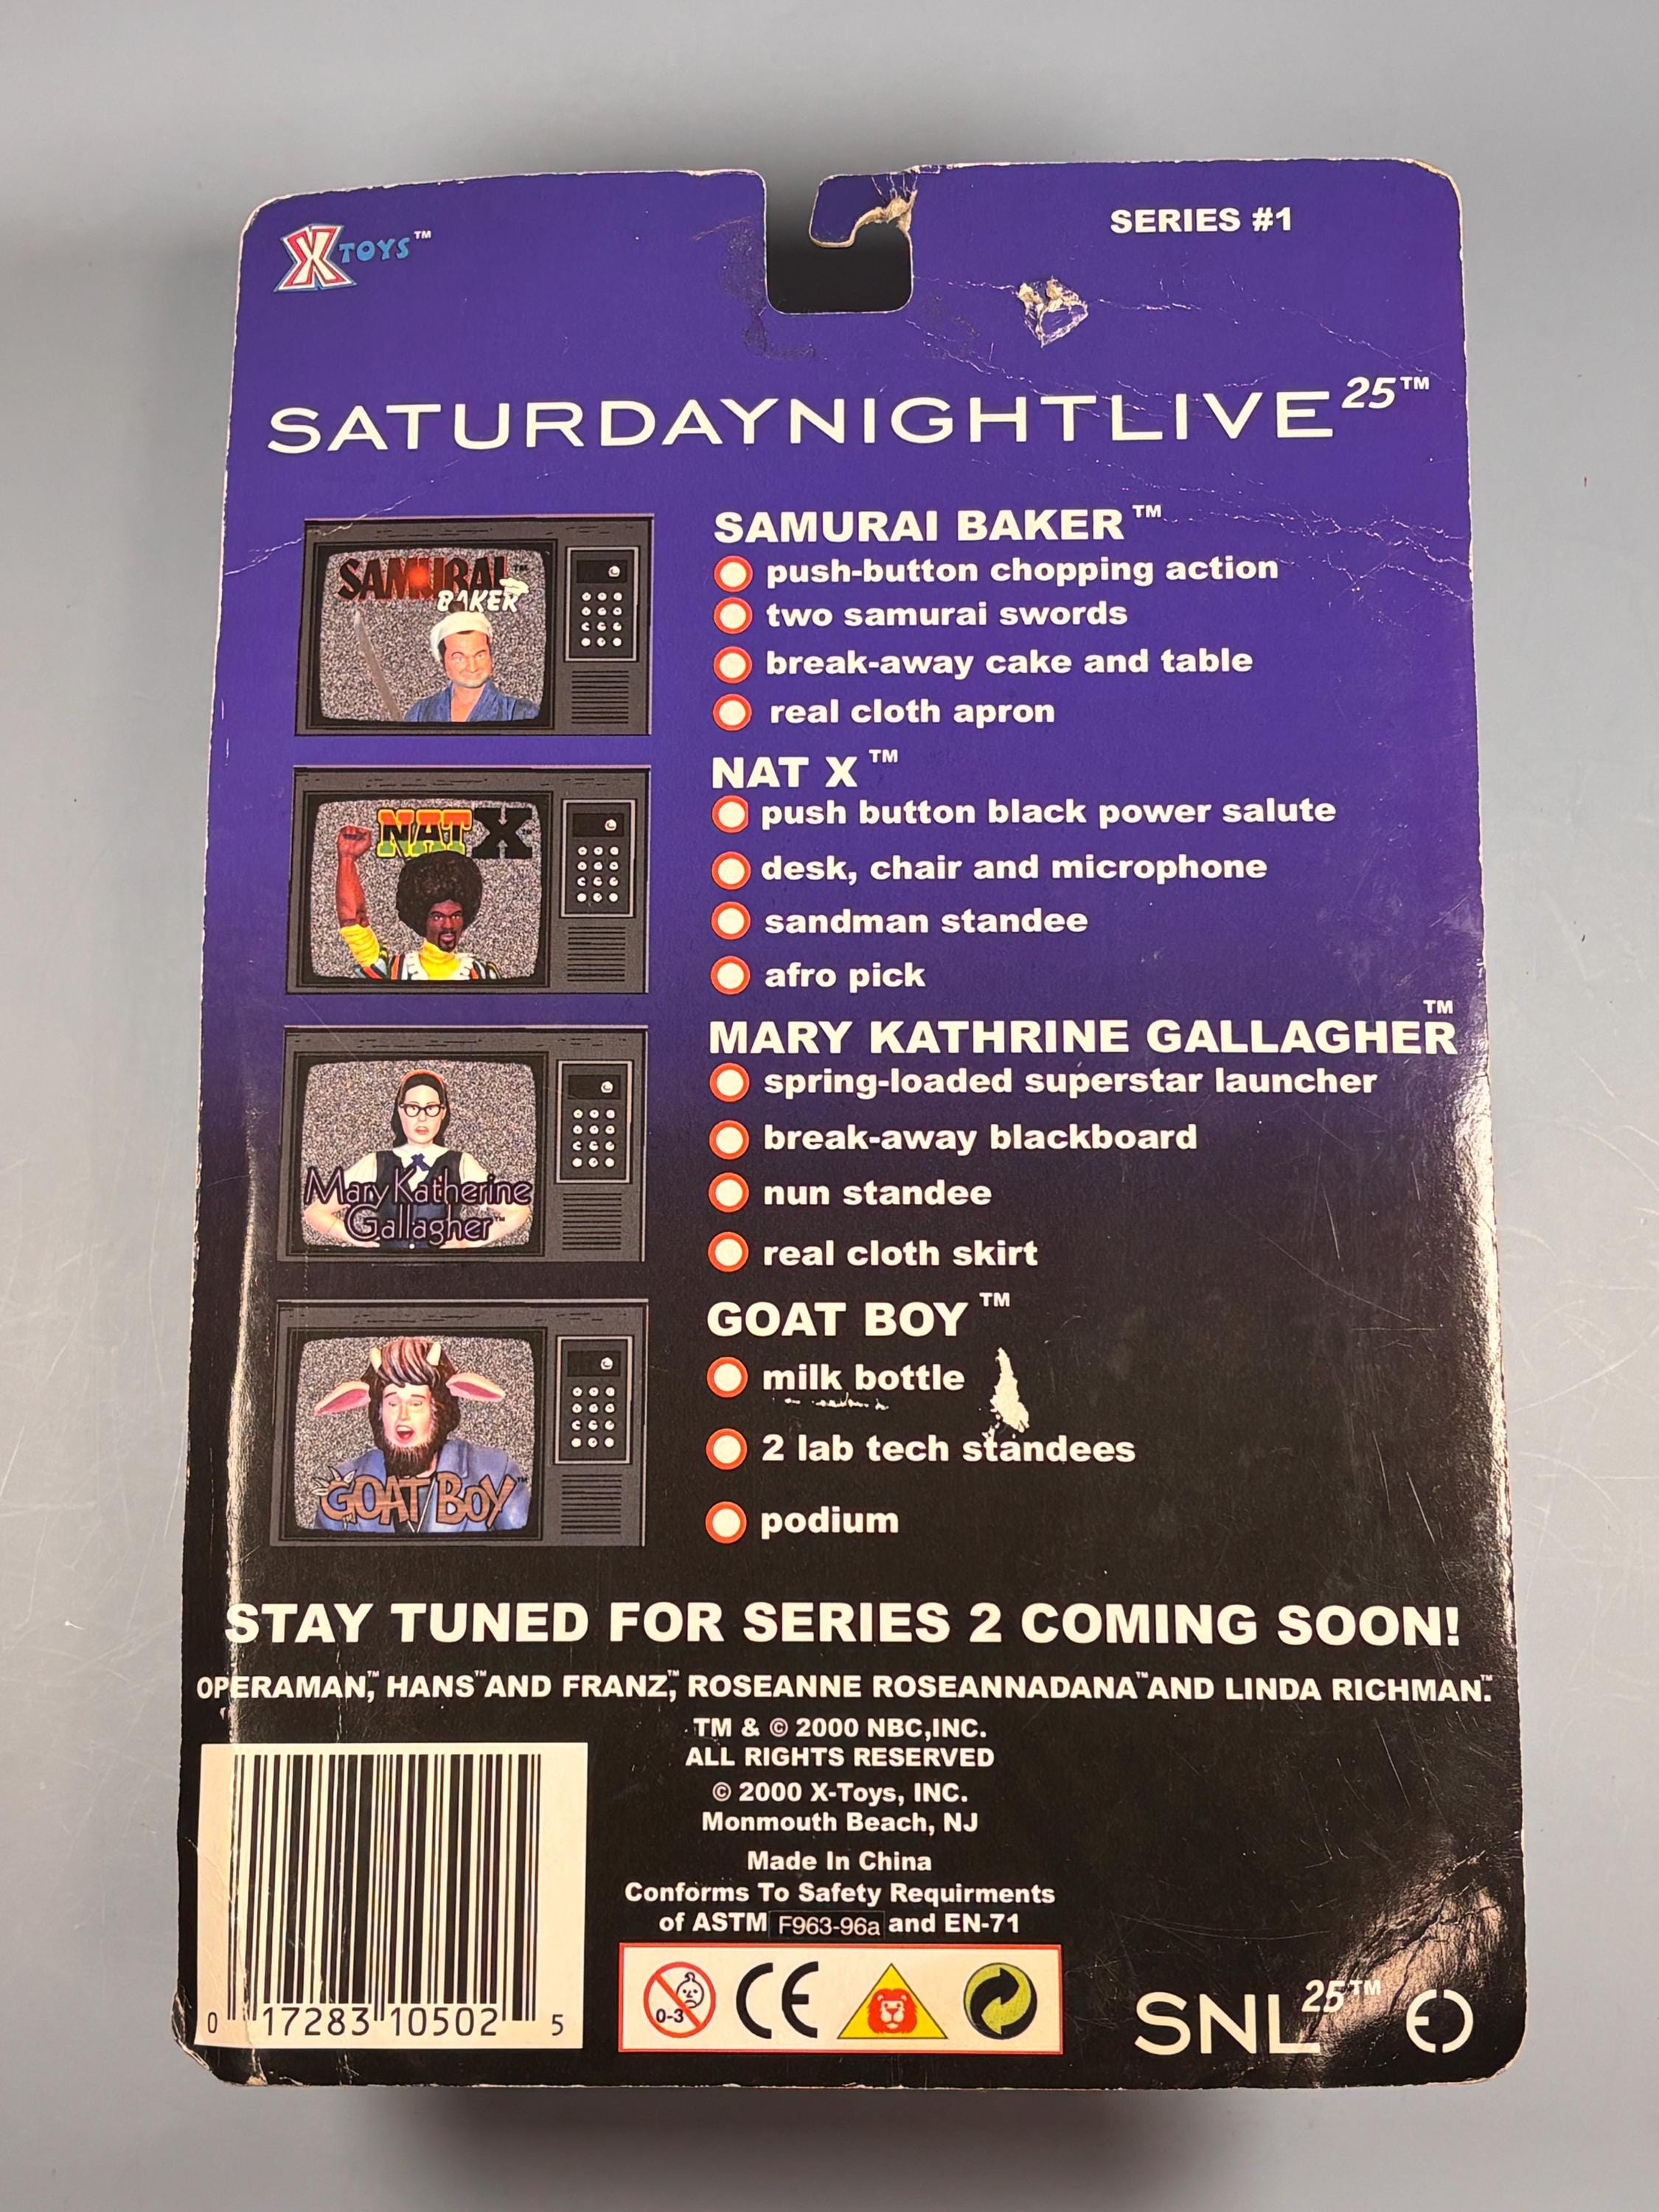 X TOYS™
SERIES #1
SATURDAYNIGHTLIVE25™
SAMURAI™
BAKER
SAMURAI BAKER™
push-button chopping action
two samurai swords
break-away cake and table
real cloth apron
NAT X
NAT X™
push button black power salute
desk, chair and microphone
sandman standee
afro pick
Mary Katherine
Gallagher™
MARY KATHRINE GALLAGHER™
spring-loaded superstar launcher
break-away blackboard
nun standee
real cloth skirt
GOAT BOY™
GOAT BOY™
milk bottle
2 lab tech standees
podium
STAY TUNED FOR SERIES 2 COMING SOON!
OPERAMAN™, HANS™ AND FRANZ™, ROSEANNE ROSEANNADANA™ AND LINDA RICHMAN™.
TM & © 2000 NBC,INC.
ALL RIGHTS RESERVED
© 2000 X-Toys, INC.
Monmouth Beach, NJ
Made In China
Conforms To Safety Requirments
of ASTM F963-96a and EN-71
0 17283 10502 5
0-3
CE
SNL25™